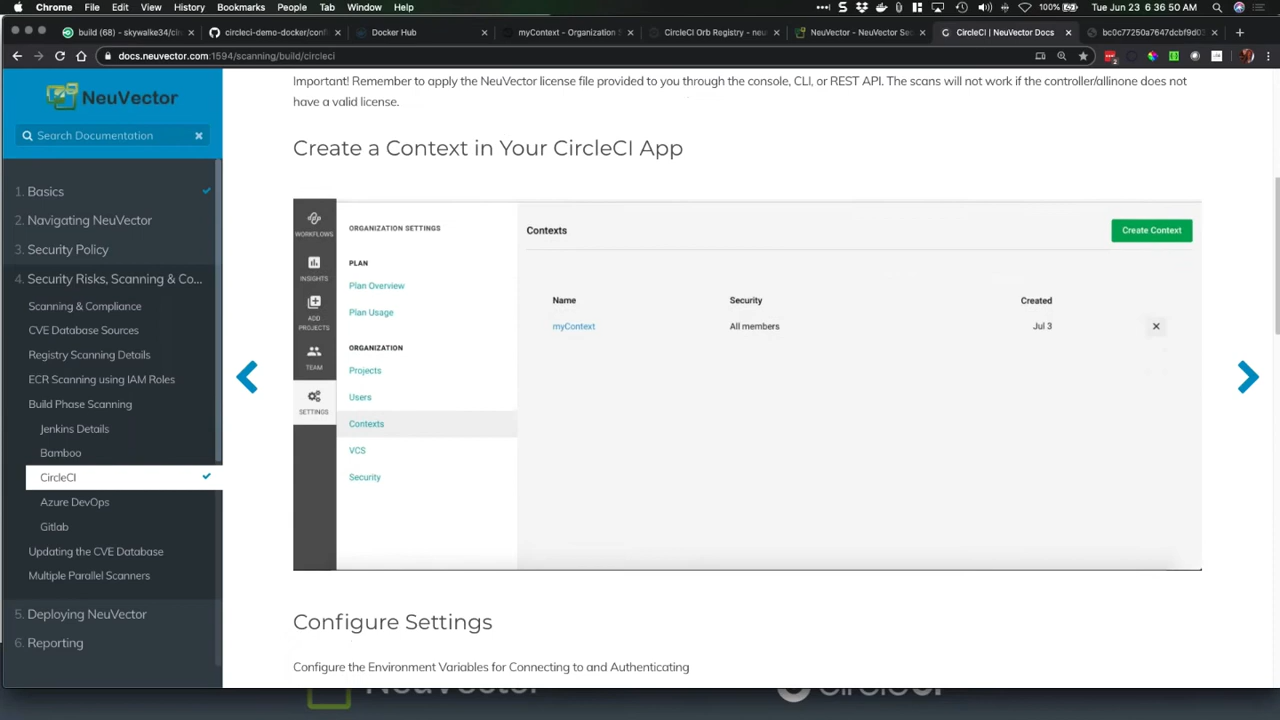 Chrome File Edit View History Bookmarks People Tab Window Help
100% Tue Jun 23 6:36:50 AM
build (68) - skywalke34/cir
circleci-demo-docker/conf
Docker Hub
myContext - Organization S
CircleCI Orb Registry - neu
NeuVector - NeuVector Se
CircleCI | NeuVector Docs
bc0c77250a7647dcbf9d03
docs.neuvector.com:1594/scanning/build/circleci
NeuVector
Search Documentation
1. Basics
2. Navigating NeuVector
3. Security Policy
4. Security Risks, Scanning & Co...
Scanning & Compliance
CVE Database Sources
Registry Scanning Details
ECR Scanning using IAM Roles
Build Phase Scanning
Jenkins Details
Bamboo
CircleCI
Azure DevOps
Gitlab
Updating the CVE Database
Multiple Parallel Scanners
5. Deploying NeuVector
6. Reporting
Important! Remember to apply the NeuVector license file provided to you through the console, CLI, or REST API. The scans will not work if the controller/allinone does not
have a valid license.
Create a Context in Your CircleCI App
WORKFLOWS
INSIGHTS
ADD
PROJECTS
TEAM
SETTINGS
ORGANIZATION SETTINGS
PLAN
Plan Overview
Plan Usage
ORGANIZATION
Projects
Users
Contexts
VCS
Security
Contexts
Create Context
Name Security Created
myContext All members Jul 3
Configure Settings
Configure the Environment Variables for Connecting to and Authenticating